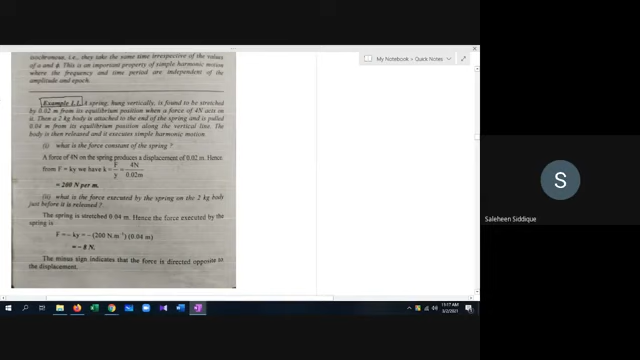 isochronous, i.e., they take the same time irrespective of the values
of a and ϕ. This is an important property of simple harmonic motion
where the frequency and time period are independent of the
amplitude and epoch.
Example 1.1. A spring, hung vertically, is found to be stretched
by 0.02 m from its equilibrium position when a force of 4N acts on
it. Then a 2 kg body is attached to the end of the spring and is pulled
0.04 m from its equilibrium position along the vertical line.
The body is then released and it executes simple harmonic motion.
(i) what is the force constant of the spring ?
A force of 4N on the spring produces a displacement of 0.02 m. Hence
from F = ky we have k = F/y = 4N/0.02m
= 200 N per m.
(ii) what is the force executed by the spring on the 2 kg body
just before it is released ?
The spring is stretched 0.04 m. Hence the force executed by the
spring is
F = – ky = – (200 N.m⁻¹) (0.04 m)
= – 8 N.
The minus sign indicates that the force is directed opposite to
the displacement.
My Notebook > Quick Notes
S
Saleheen Siddique
11:17 AM
3/2/2021